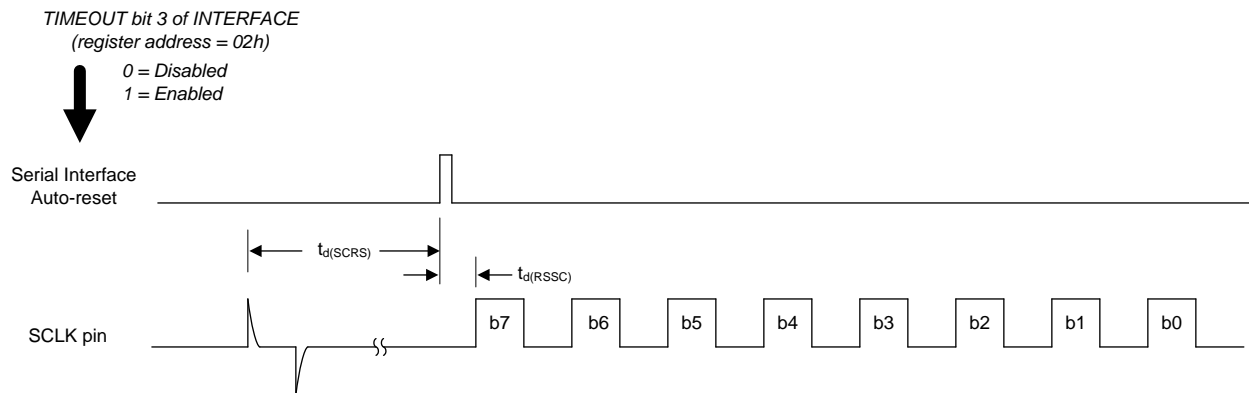 TIMEOUT bit 3 of INTERFACE
(register address = 02h)
0 = Disabled
1 = Enabled
Serial Interface
Auto-reset
td(SCRS)
td(RSSC)
SCLK pin
b7 b6 b5 b4 b3 b2 b1 b0